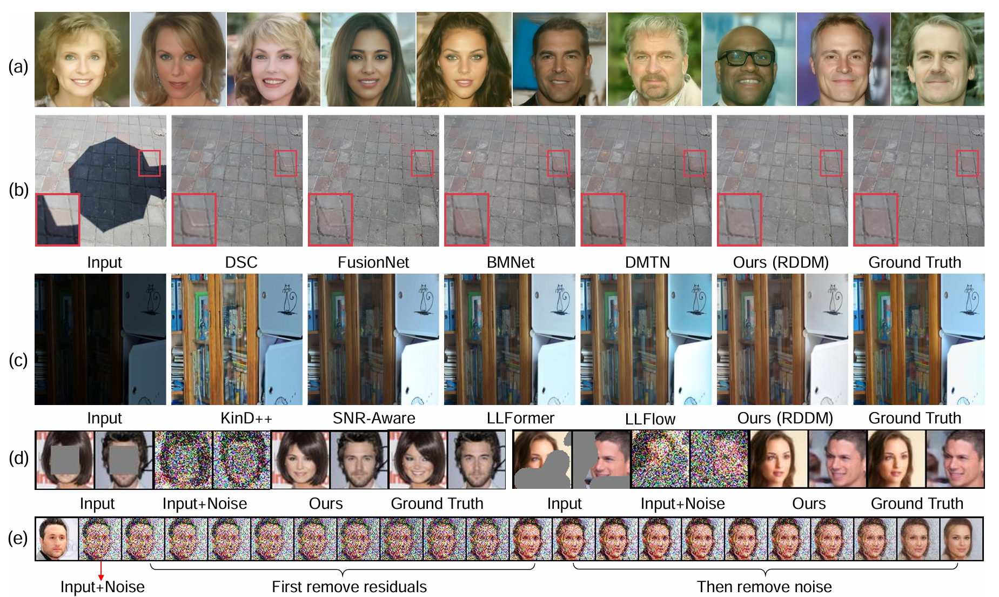 (a)
(b)
Input DSC FusionNet BMNet DMTN Ours (RDDM) Ground Truth
(c)
Input KinD++ SNR-Aware LLFormer LLFlow Ours (RDDM) Ground Truth
(d)
Input Input+Noise Ours Ground Truth Input Input+Noise Ours Ground Truth
(e)
Input+Noise First remove residuals Then remove noise